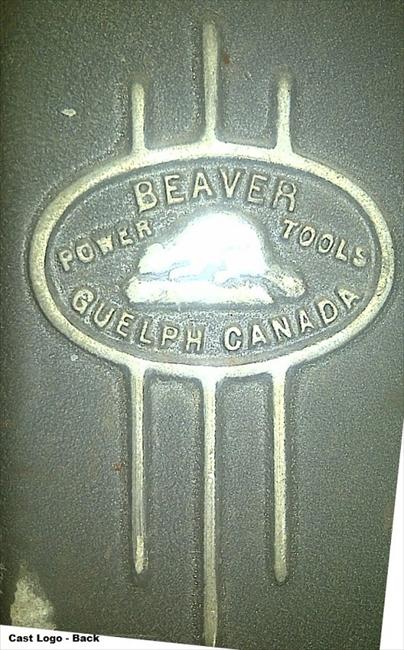 BEAVER
POWER TOOLS
GUELPH CANADA
Cast Logo - Back